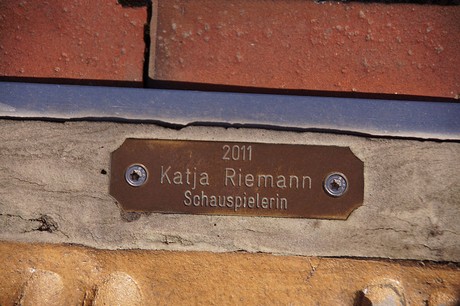 2011
Katja Riemann
Schauspielerin